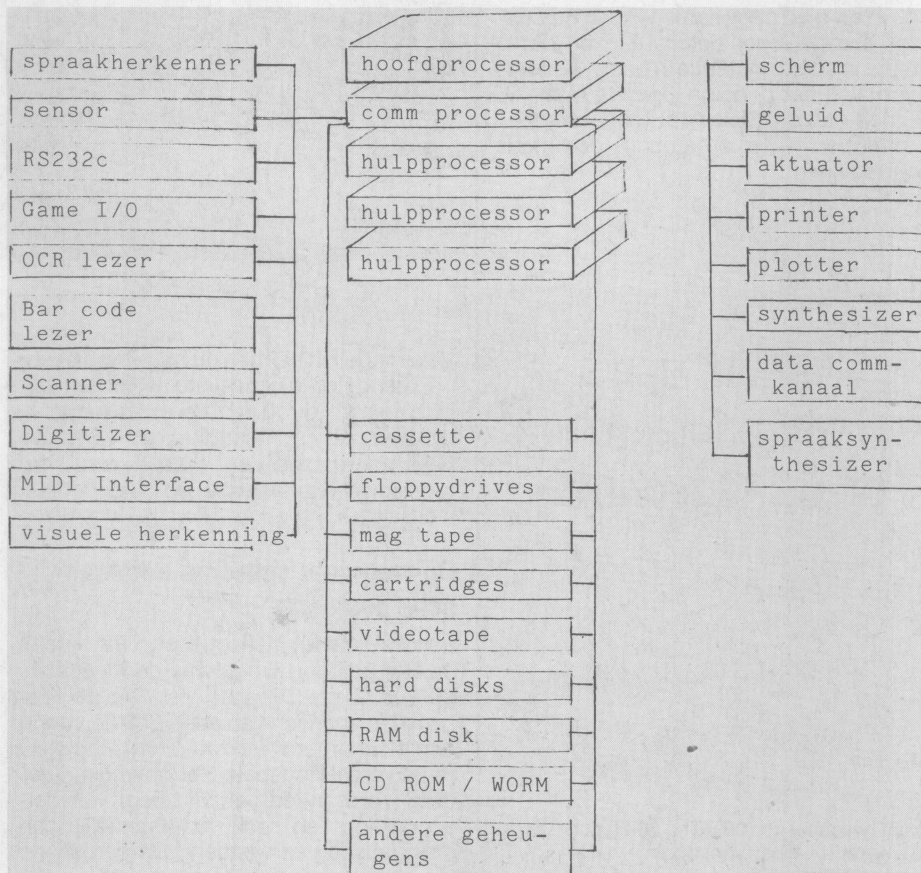 spraakherkenner
sensor
RS232c
Game I/O
OCR lezer
Bar code
lezer
Scanner
Digitizer
MIDI Interface
visuele herkenning
hoofdprocessor
comm processor
hulpprocessor
hulpprocessor
hulpprocessor
cassette
floppydrives
mag tape
cartridges
videotape
hard disks
RAM disk
CD ROM / WORM
andere geheu-
gens
scherm
geluid
aktuator
printer
plotter
synthesizer
data comm-
kanaal
spraaksyn-
thesizer